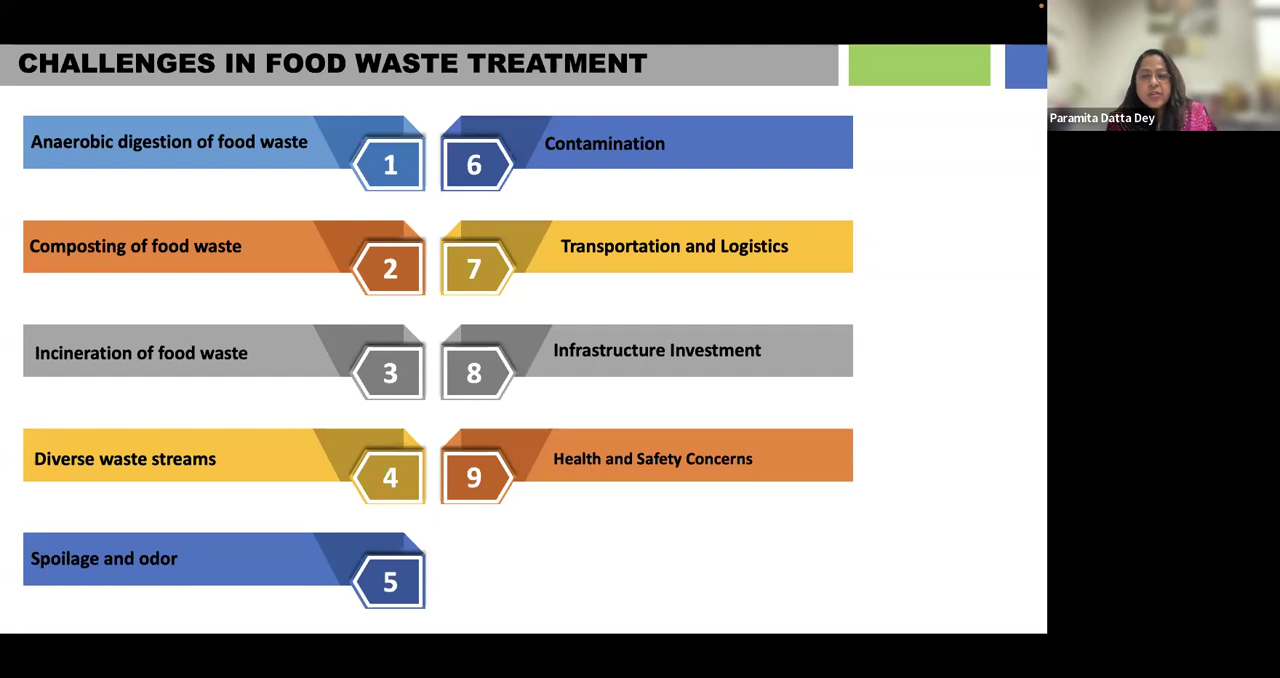 CHALLENGES IN FOOD WASTE TREATMENT
Paramita Datta Dey
Anaerobic digestion of food waste
1
Composting of food waste
2
Incineration of food waste
3
Diverse waste streams
4
Spoilage and odor
5
6
Contamination
7
Transportation and Logistics
8
Infrastructure Investment
9
Health and Safety Concerns